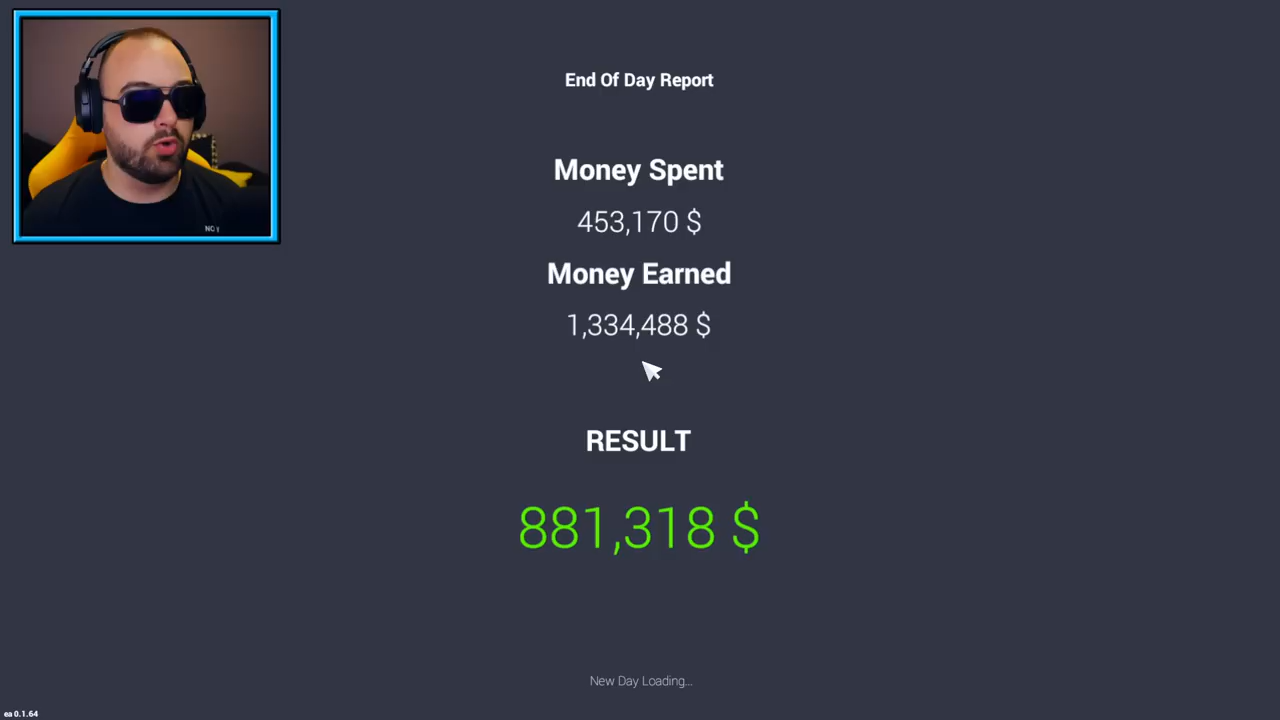 End Of Day Report
Money Spent
453,170 $
Money Earned
1,334,488 $
RESULT
881,318 $
New Day Loading...
ea 0.1.64